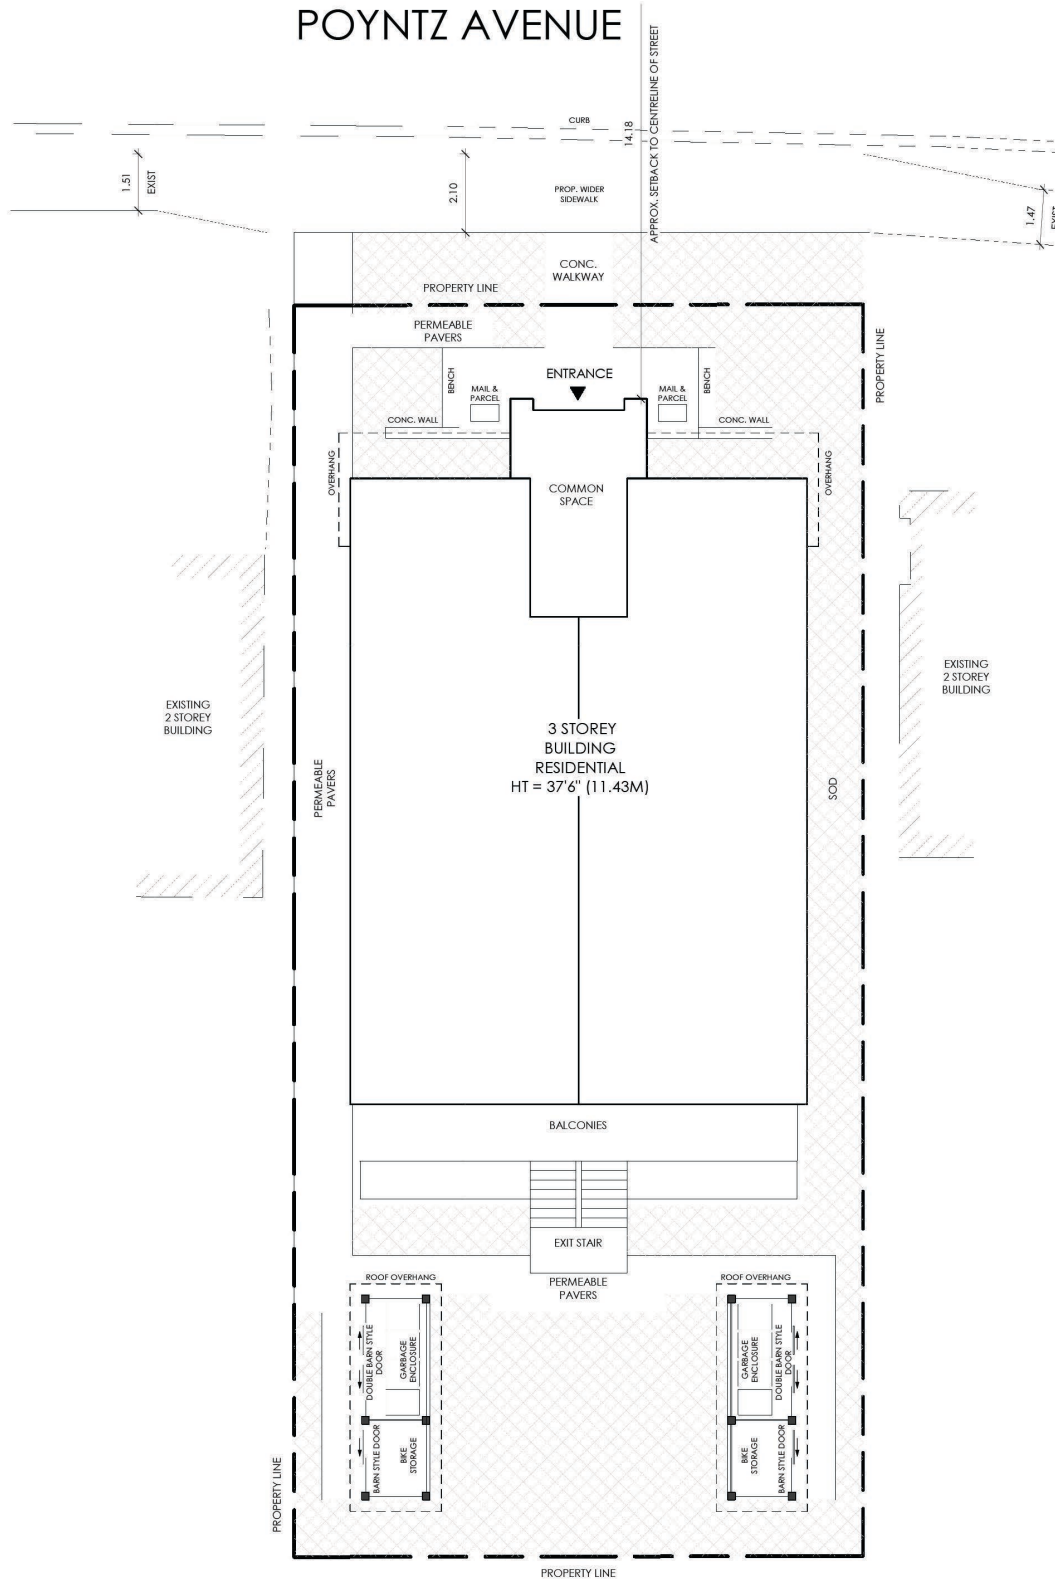 POYNTZ AVENUE
APPROX. SETBACK TO CENTRELINE OF STREET
14.18
CURB
1.51
EXIST
2.10
PROP. WIDER
SIDEWALK
1.47
CONC.
WALKWAY
PROPERTY LINE
PERMEABLE
PAVERS
PROPERTY LINE
ENTRANCE
BENCH
MAIL &
PARCEL
MAIL &
PARCEL
BENCH
CONC. WALL
CONC. WALL
OVERHANG
COMMON
SPACE
OVERHANG
EXISTING
2 STOREY
BUILDING
EXISTING
2 STOREY
BUILDING
3 STOREY
BUILDING
RESIDENTIAL
HT = 37'6" (11.43M)
PERMEABLE
PAVERS
SOD
BALCONIES
EXIT STAIR
PERMEABLE
PAVERS
ROOF OVERHANG
ROOF OVERHANG
DOUBLE BARN STYLE
DOOR
GARBAGE
ENCLOSURE
GARBAGE
ENCLOSURE
DOUBLE BARN STYLE
DOOR
BARN STYLE DOOR
BIKE
STORAGE
BIKE
STORAGE
BARN STYLE DOOR
PROPERTY LINE
PROPERTY LINE